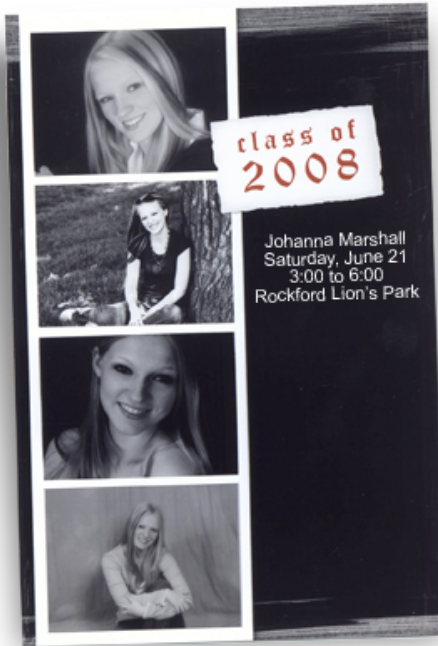 class of
2008
Johanna Marshall
Saturday, June 21
3:00 to 6:00
Rockford Lion's Park